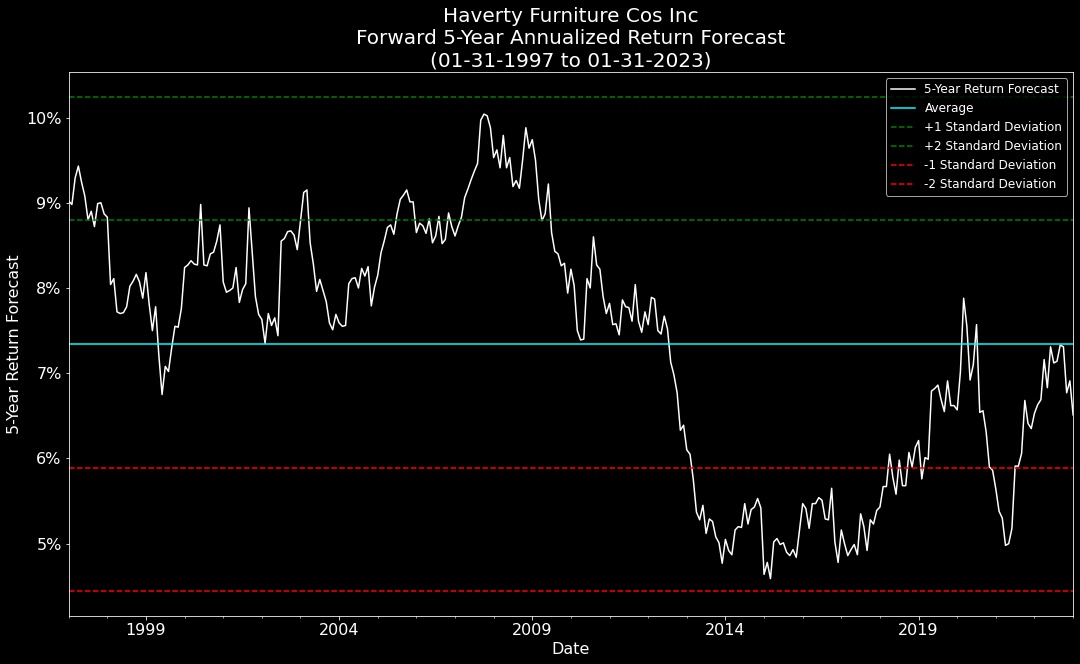 Haverty Furniture Cos Inc
Forward 5-Year Annualized Return Forecast
(01-31-1997 to 01-31-2023)
5-Year Return Forecast
Average
+1 Standard Deviation
+2 Standard Deviation
-1 Standard Deviation
-2 Standard Deviation
10%
9%
8%
7%
6%
5%
5-Year Return Forecast
1999
2004
2009
2014
2019
Date